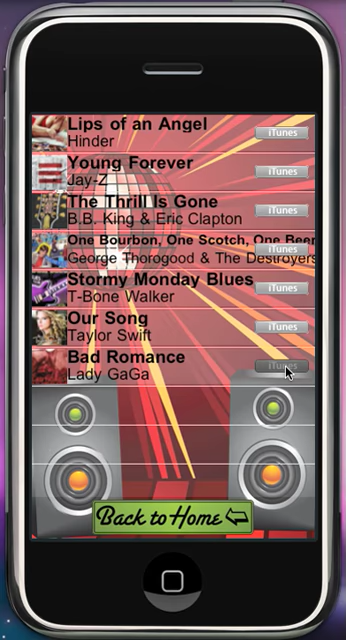 Lips of an Angel
Hinder
iTunes
Young Forever
Jay-Z
iTunes
The Thrill Is Gone
B.B. King & Eric Clapton
iTunes
One Bourbon, One Scotch, One Beer
George Thorogood & The Destroyers
iTunes
Stormy Monday Blues
T-Bone Walker
iTunes
Our Song
Taylor Swift
iTunes
Bad Romance
Lady GaGa
iTunes
Back to Home